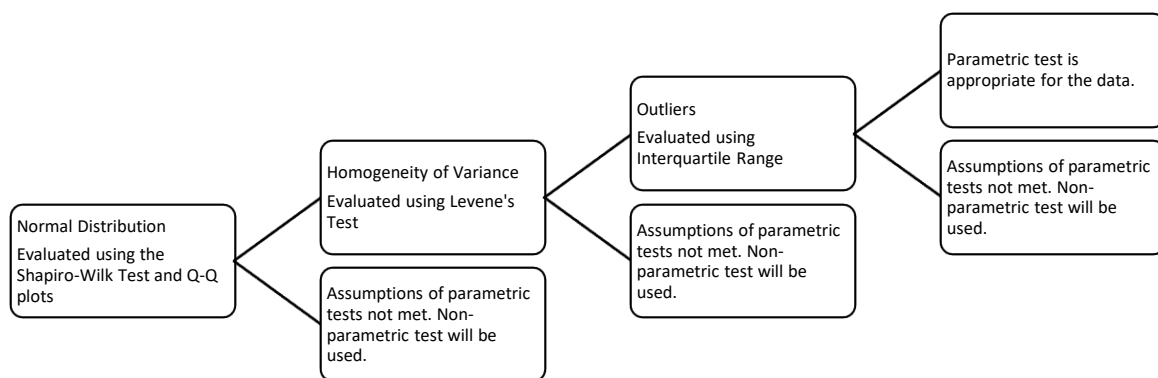 Normal Distribution
Evaluated using the
Shapiro-Wilk Test and Q-Q
plots
Homogeneity of Variance
Evaluated using Levene's
Test
Assumptions of parametric
tests not met. Non-
parametric test will be
used.
Outliers
Evaluated using
Interquartile Range
Assumptions of parametric
tests not met. Non-
parametric test will be
used.
Parametric test is
appropriate for the data.
Assumptions of parametric
tests not met. Non-
parametric test will be
used.